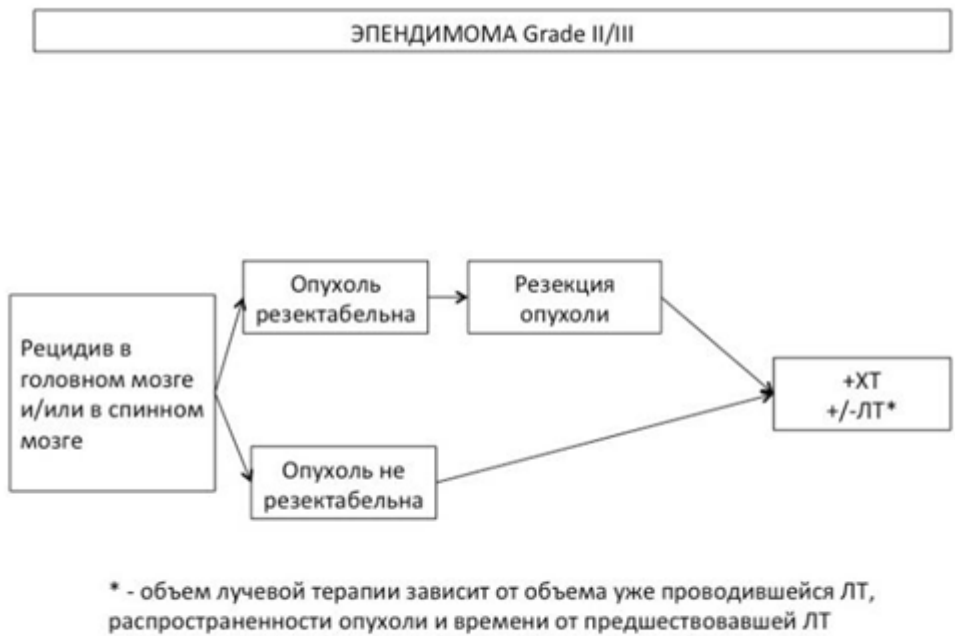 ЭПЕНДИМОМА Grade II/III
Опухоль
резектабельна
Резекция
опухоли
Рецидив в
головном мозге
и/или в спинном
мозге
+ХТ
+/-ЛТ*
Опухоль не
резектабельна
* - объем лучевой терапии зависит от объема уже проводившейся ЛТ,
распространенности опухоли и времени от предшествовавшей ЛТ